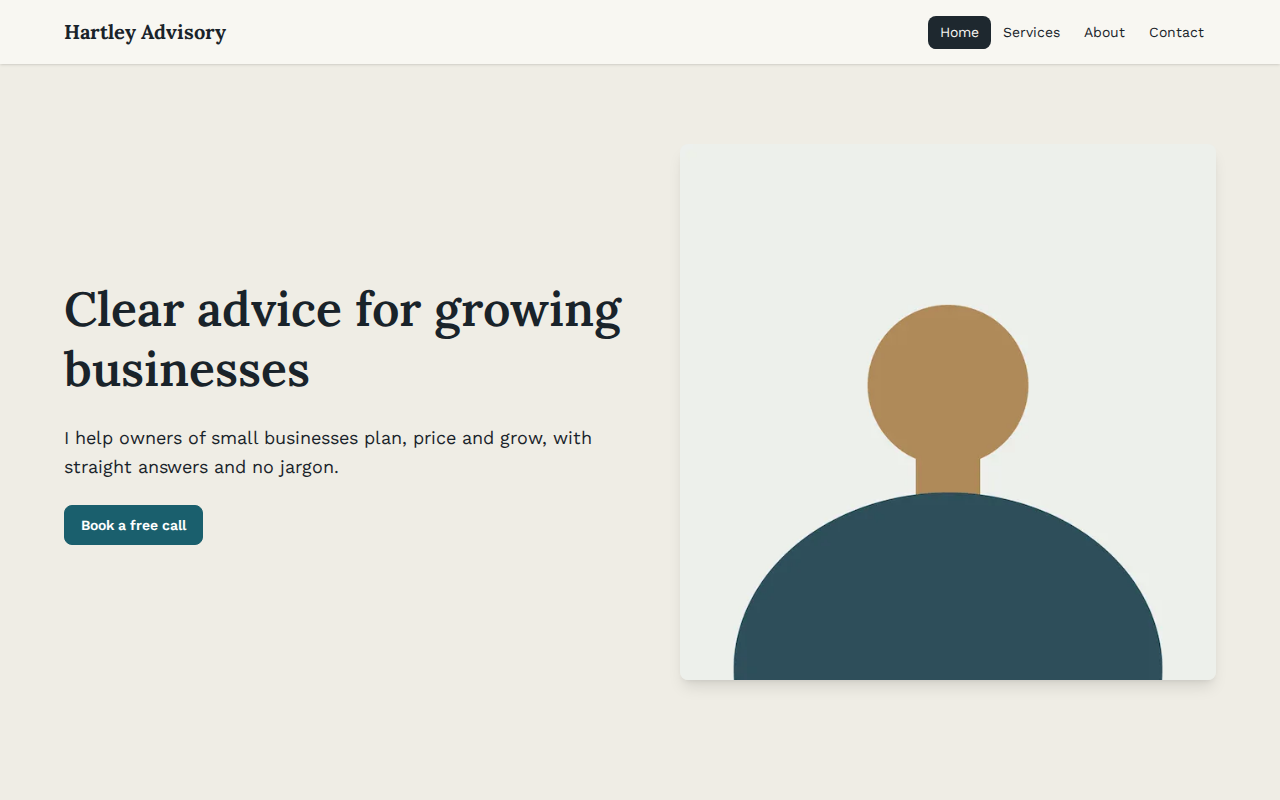 Hartley Advisory
Home Services About Contact
Clear advice for growing
businesses
I help owners of small businesses plan, price and grow, with
straight answers and no jargon.
Book a free call